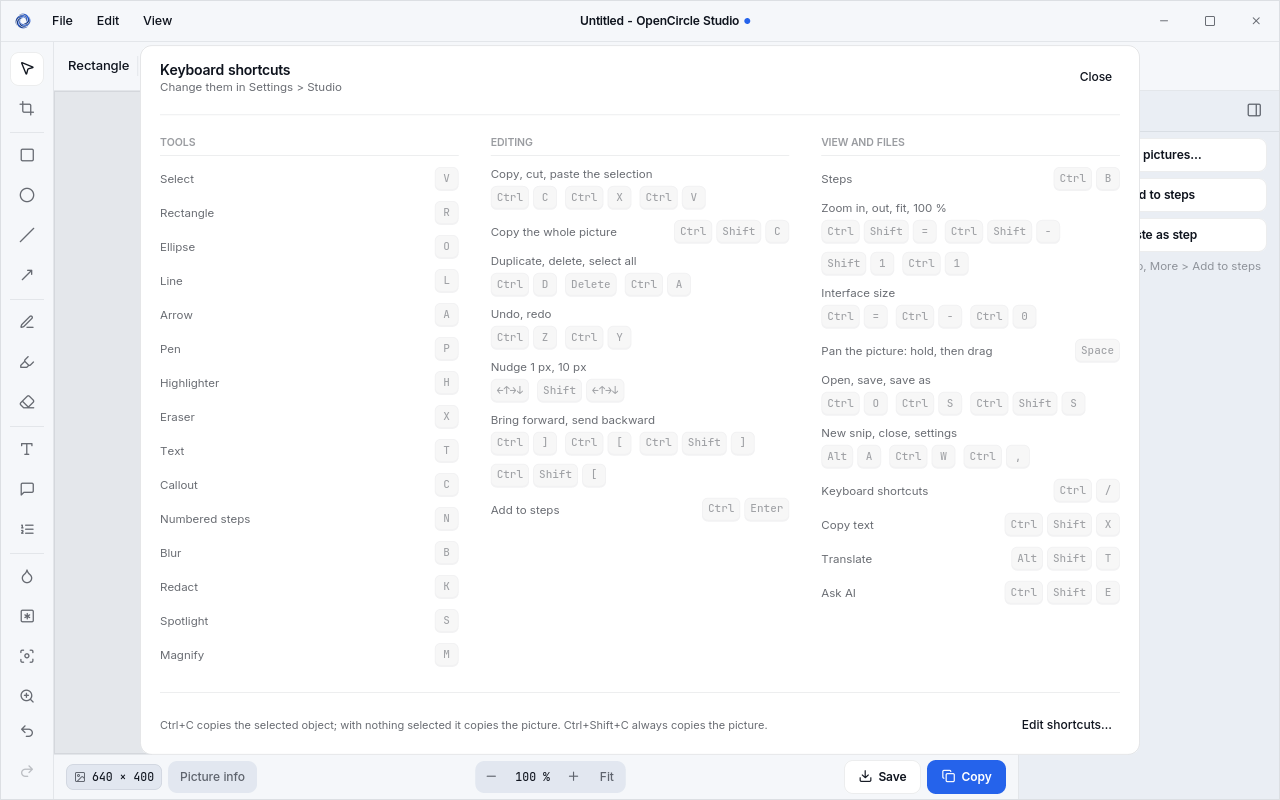 File Edit View
Untitled - OpenCircle Studio
Rectangle
Keyboard shortcuts
Change them in Settings > Studio
Close
TOOLS
Select V
Rectangle R
Ellipse O
Line L
Arrow A
Pen P
Highlighter H
Eraser X
Text T
Callout C
Numbered steps N
Blur B
Redact K
Spotlight S
Magnify M
EDITING
Copy, cut, paste the selection
Ctrl C Ctrl X Ctrl V
Copy the whole picture Ctrl Shift C
Duplicate, delete, select all
Ctrl D Delete Ctrl A
Undo, redo
Ctrl Z Ctrl Y
Nudge 1 px, 10 px
←↑→↓ Shift ←↑→↓
Bring forward, send backward
Ctrl ] Ctrl [ Ctrl Shift ]
Ctrl Shift [
Add to steps Ctrl Enter
VIEW AND FILES
Steps Ctrl B
Zoom in, out, fit, 100 %
Ctrl Shift = Ctrl Shift -
Shift 1 Ctrl 1
Interface size
Ctrl = Ctrl - Ctrl 0
Pan the picture: hold, then drag Space
Open, save, save as
Ctrl O Ctrl S Ctrl Shift S
New snip, close, settings
Alt A Ctrl W Ctrl ,
Keyboard shortcuts Ctrl /
Copy text Ctrl Shift X
Translate Alt Shift T
Ask AI Ctrl Shift E
Ctrl+C copies the selected object; with nothing selected it copies the picture. Ctrl+Shift+C always copies the picture.
Edit shortcuts...
pictures...
to steps
as step
More > Add to steps
640 × 400 Picture info
− 100 % + Fit
Save Copy